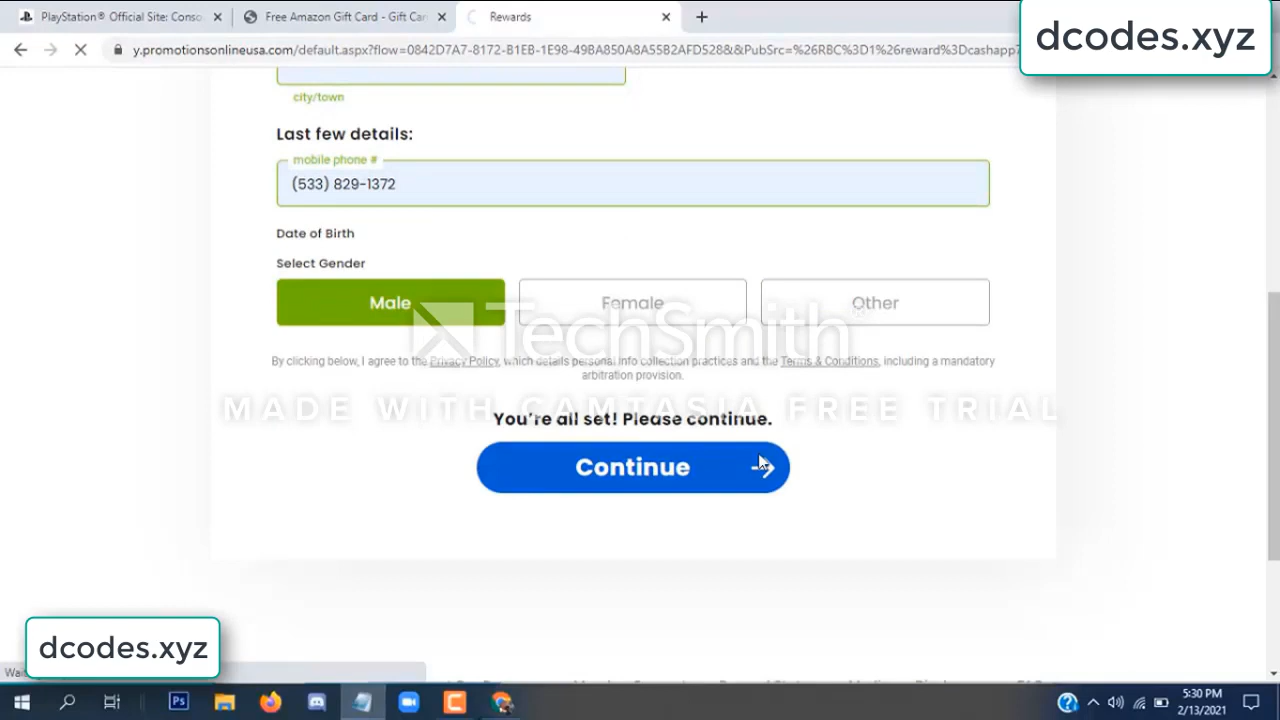 PlayStation® Official Site: Conso
Free Amazon Gift Card - Gift Car
Rewards
y.promotionsonlineusa.com/default.aspx?flow=0842D7A7-8172-B1EB-1E98-49BA850A8A55B2AFD528&&PubSrc=%26RBC%3D1%26reward%3Dcashapp7
dcodes.xyz
city/town
Last few details:
mobile phone #
(533) 829-1372
Date of Birth
Select Gender
Male
Female
Other
TechSmith
By clicking below, I agree to the Privacy Policy, which details personal info collection practices and the Terms & Conditions, including a mandatory
arbitration provision.
MADE WITH CAMTASIA FREE TRIAL
You're all set! Please continue.
Continue
dcodes.xyz
Ps
5:30 PM
2/13/2021